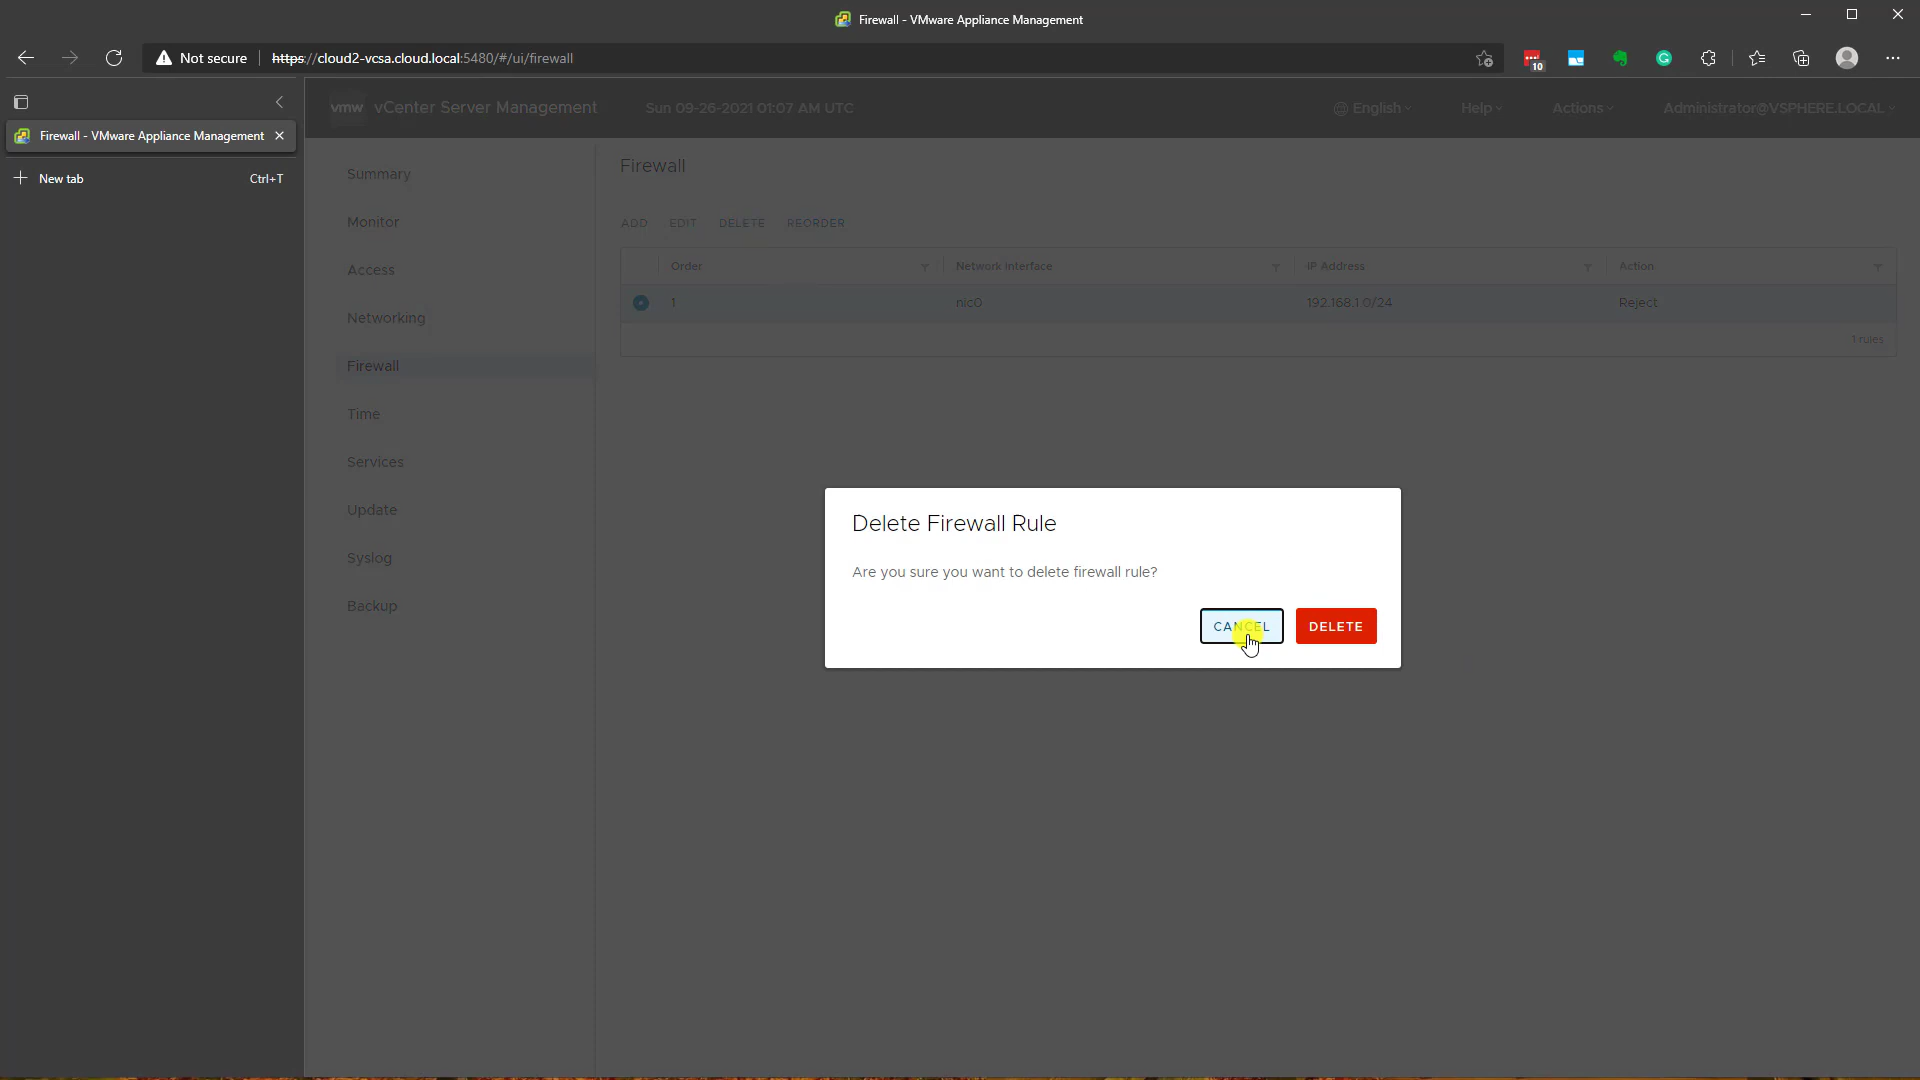 Firewall - VMware Appliance Management
Not secure
https://cloud2-vcsa.cloud.local:5480/#/ui/firewall
10
Firewall - VMware Appliance Management
New tab Ctrl+T
vmw vCenter Server Management Sun 09-26-2021 01:07 AM UTC English Help Actions Administrator@VSPHERE.LOCAL
Summary
Monitor
Access
Networking
Firewall
Time
Services
Update
Syslog
Backup
Firewall
ADD EDIT DELETE REORDER
Order Network Interface IP Address Action
1 nic0 192.168.1.0/24 Reject
1 rules
Delete Firewall Rule
Are you sure you want to delete firewall rule?
CANCEL DELETE